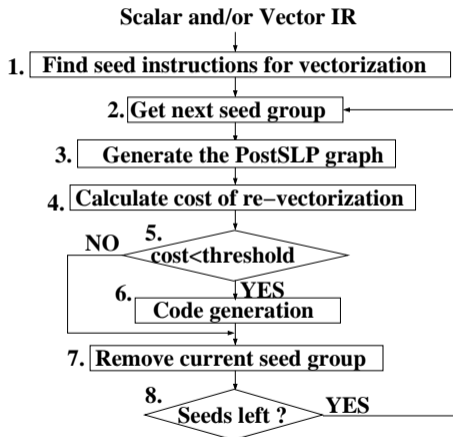 Scalar and/or Vector IR
1. Find seed instructions for vectorization
2. Get next seed group
3. Generate the PostSLP graph
4. Calculate cost of re−vectorization
NO 5.
cost<threshold
6. YES
Code generation
7. Remove current seed group
8.
Seeds left ? YES